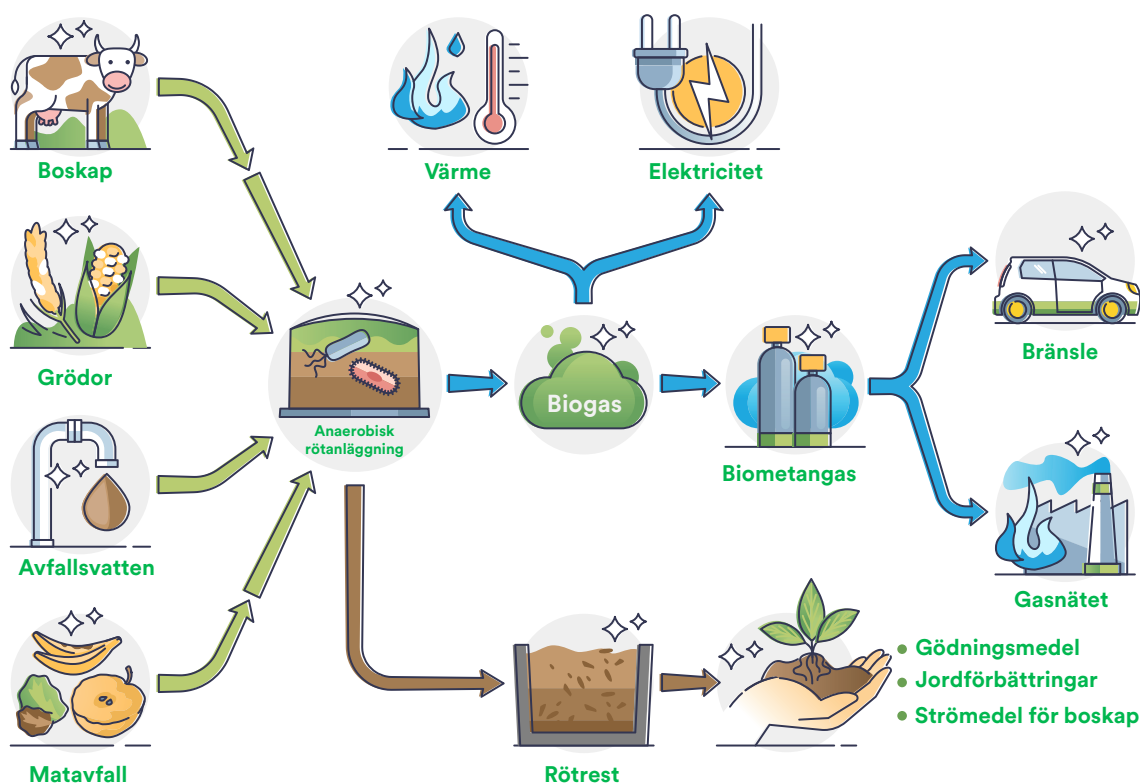 Boskap
Värme
Elektricitet
Grödor
Bränsle
Biogas
Anaerobisk
rötanläggning
Biometangas
Avfallsvatten
Gasnätet
Gödningsmedel
Jordförbättringar
Strömedel för boskap
Matavfall
Rötrest